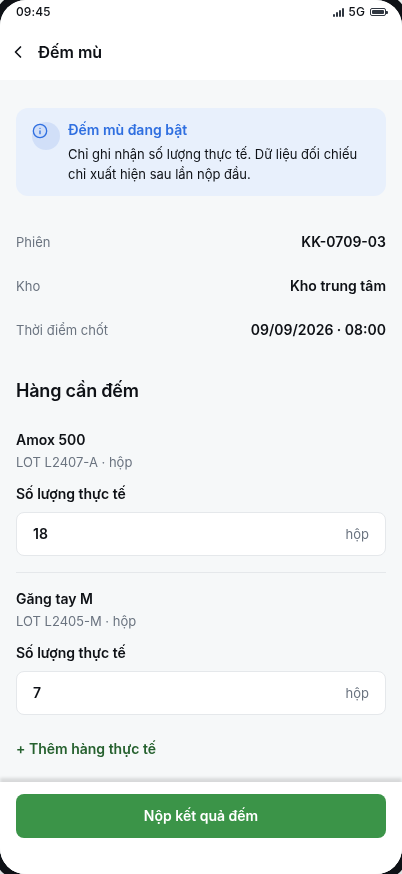 09:45
5G
Đếm mù
Đếm mù đang bật
Chỉ ghi nhận số lượng thực tế. Dữ liệu đối chiếu
chỉ xuất hiện sau lần nộp đầu.
Phiên
KK-0709-03
Kho
Kho trung tâm
Thời điểm chốt
09/09/2026 · 08:00
Hàng cần đếm
Amox 500
LOT L2407-A · hộp
Số lượng thực tế
18
hộp
Găng tay M
LOT L2405-M · hộp
Số lượng thực tế
7
hộp
+ Thêm hàng thực tế
Nộp kết quả đếm